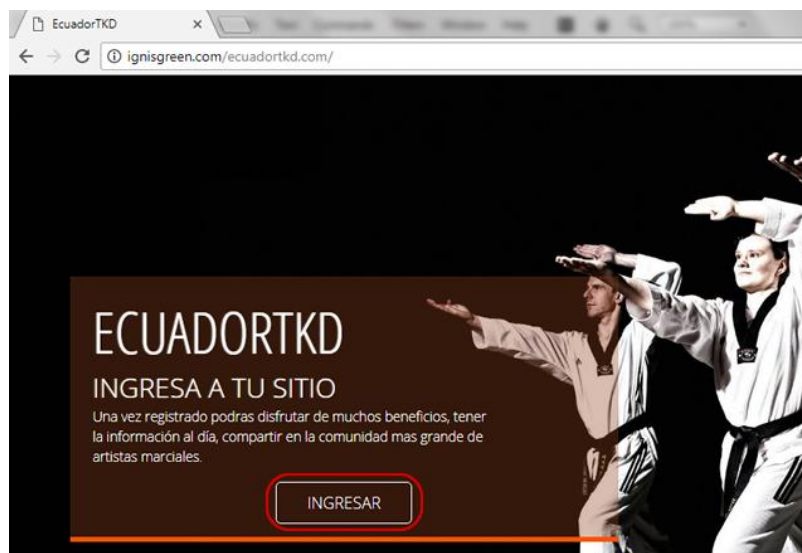 EcuadorTKD
ignisgreen.com/ecuadortkd.com/
ECUADORTKD
INGRESA A TU SITIO
Una vez registrado podras disfrutar de muchos beneficios, tener
la información al día, compartir en la comunidad mas grande de
artistas marciales.
INGRESAR